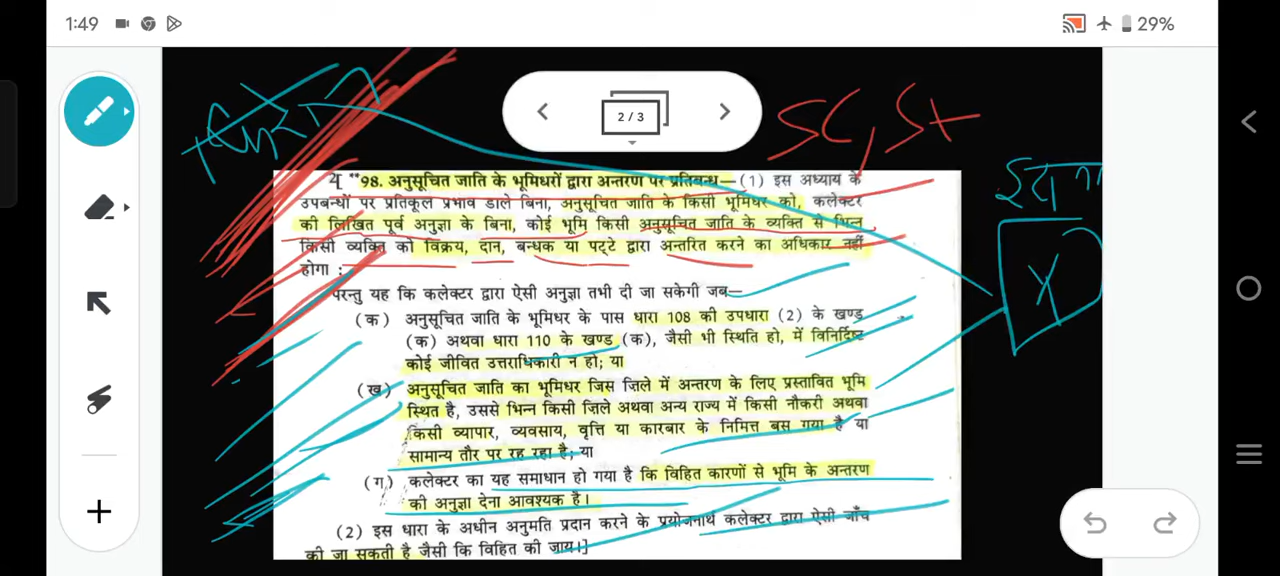 1:49
29%
2 / 3
SC, St
**98. अनुसूचित जाति के भूमिधरों द्वारा अन्तरण पर प्रतिबन्ध—(1) इस अध्याय के
उपबन्धों पर प्रतिकूल प्रभाव डाले बिना, अनुसूचित जाति के किसी भूमिधर को, कलेक्टर
की लिखित पूर्व अनुज्ञा के बिना, कोई भूमि किसी अनुसूचित जाति के व्यक्ति से भिन्न
किसी व्यक्ति को विक्रय, दान, बन्धक या पट्टे द्वारा अन्तरित करने का अधिकार नहीं
होगा :
परन्तु यह कि कलेक्टर द्वारा ऐसी अनुज्ञा तभी दी जा सकेगी जब—
(क) अनुसूचित जाति के भूमिधर के पास धारा 108 की उपधारा (2) के खण्ड
(क) अथवा धारा 110 के खण्ड (क), जैसी भी स्थिति हो, में विनिर्दिष्ट
कोई जीवित उत्तराधिकारी न हो; या
(ख) अनुसूचित जाति का भूमिधर जिस ज़िले में अन्तरण के लिए प्रस्तावित भूमि
स्थित है, उससे भिन्न किसी ज़िले अथवा अन्य राज्य में किसी नौकरी अथवा
किसी व्यापार, व्यवसाय, वृत्ति या कारबार के निमित्त बस गया है या
सामान्य तौर पर रह रहा है; या
(ग) कलेक्टर का यह समाधान हो गया है कि विहित कारणों से भूमि के अन्तरण
की अनुज्ञा देना आवश्यक है।
(2) इस धारा के अधीन अनुमति प्रदान करने के प्रयोजनार्थ कलेक्टर द्वारा ऐसी जाँच
की जा सकती है जैसी कि विहित की जाय।]